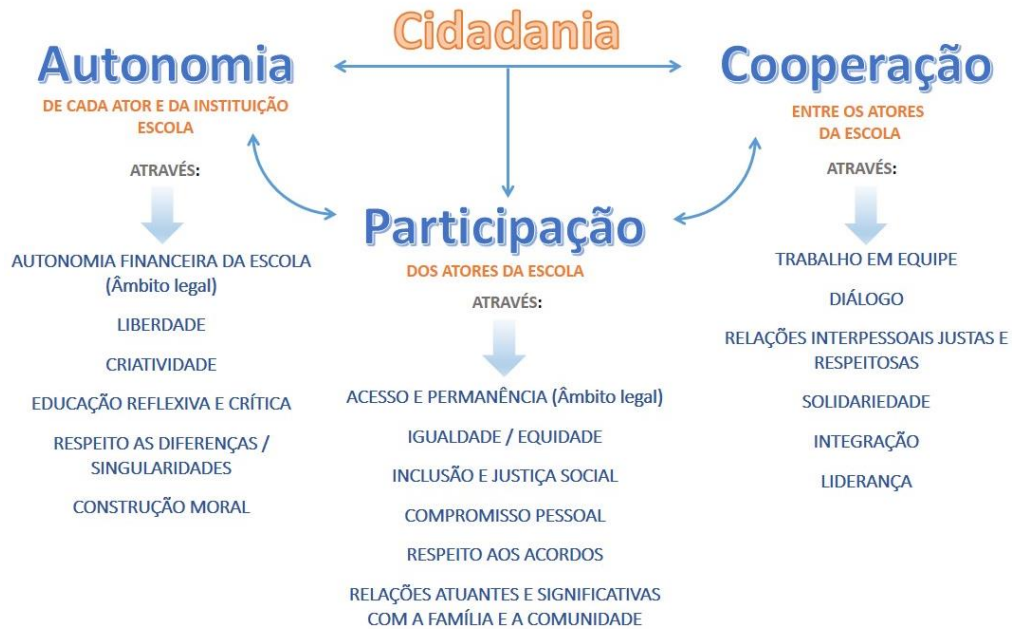 Cidadania
Autonomia
DE CADA ATOR E DA INSTITUIÇÃO
ESCOLA
ATRAVÉS:
AUTONOMIA FINANCEIRA DA ESCOLA
(Âmbito legal)
LIBERDADE
CRIATIVIDADE
EDUCAÇÃO REFLEXIVA E CRÍTICA
RESPEITO AS DIFERENÇAS /
SINGULARIDADES
CONSTRUÇÃO MORAL
Participação
DOS ATORES DA ESCOLA
ATRAVÉS:
ACESSO E PERMANÊNCIA (Âmbito legal)
IGUALDADE / EQUIDADE
INCLUSÃO E JUSTIÇA SOCIAL
COMPROMISSO PESSOAL
RESPEITO AOS ACORDOS
RELAÇÕES ATUANTES E SIGNIFICATIVAS
COM A FAMÍLIA E A COMUNIDADE
Cooperação
ENTRE OS ATORES
DA ESCOLA
ATRAVÉS:
TRABALHO EM EQUIPE
DIÁLOGO
RELAÇÕES INTERPESSOAIS JUSTAS E
RESPEITOSAS
SOLIDARIEDADE
INTEGRAÇÃO
LIDERANÇA